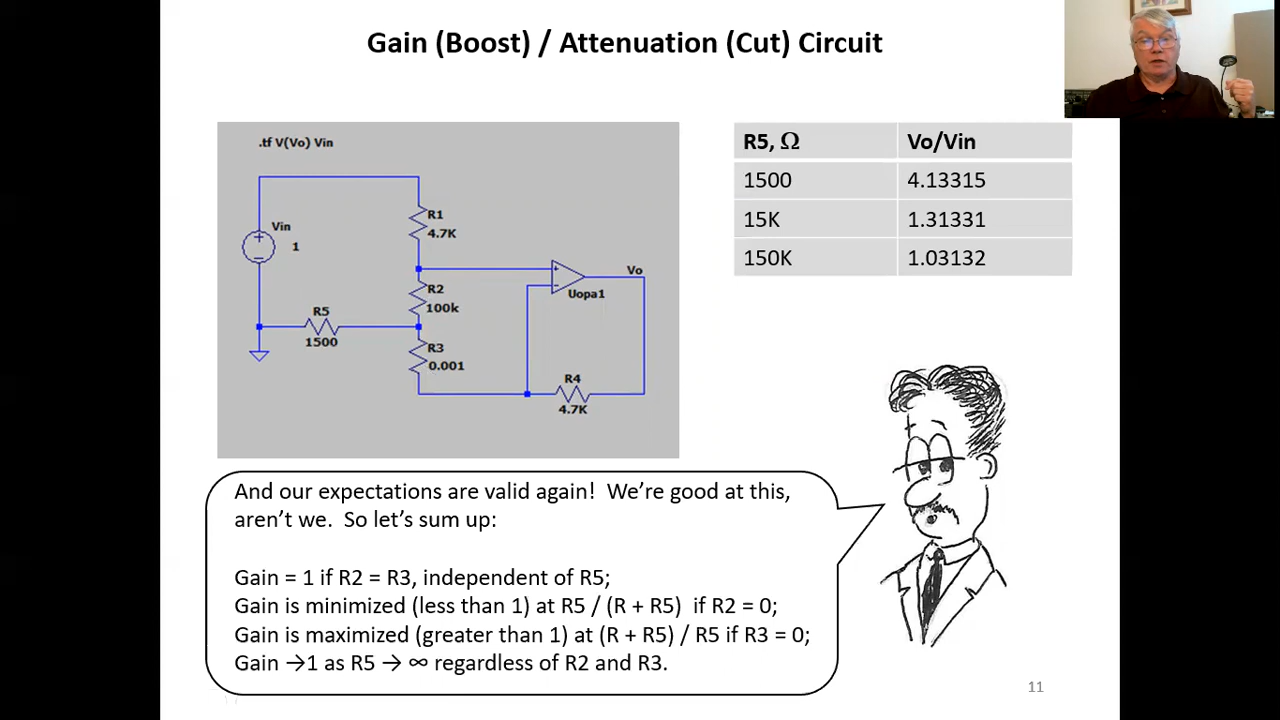 Gain (Boost) / Attenuation (Cut) Circuit
.tf V(Vo) Vin
Vin
1
R1
4.7K
R2
100k
R5
1500
R3
0.001
Uopa1
Vo
R4
4.7K
R5, Ω Vo/Vin
1500 4.13315
15K 1.31331
150K 1.03132
And our expectations are valid again! We’re good at this,
aren’t we. So let’s sum up:
Gain = 1 if R2 = R3, independent of R5;
Gain is minimized (less than 1) at R5 / (R + R5) if R2 = 0;
Gain is maximized (greater than 1) at (R + R5) / R5 if R3 = 0;
Gain →1 as R5 → ∞ regardless of R2 and R3.
11